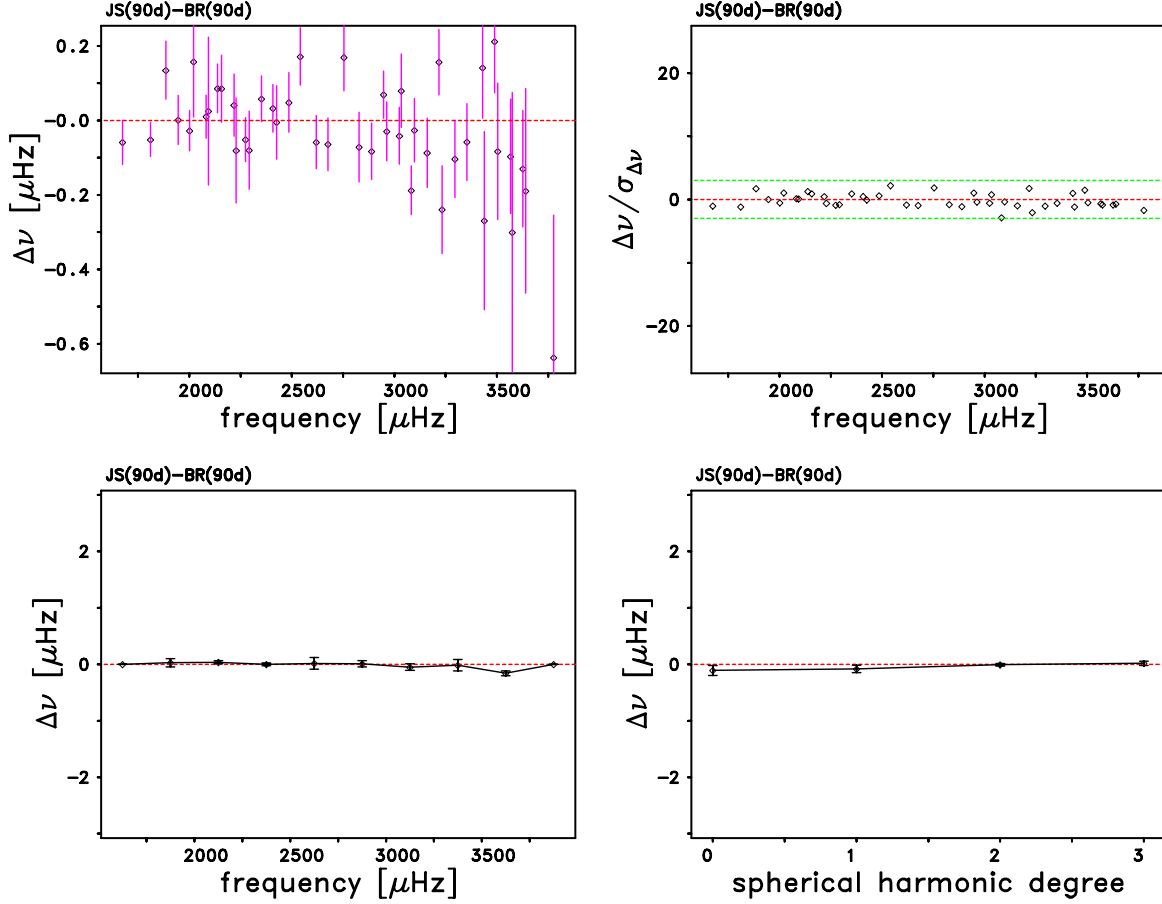 JS(90d)−BR(90d)
0.2
−0.0
−0.2
−0.4
−0.6
Δν [μHz]
2000 2500 3000 3500
frequency [μHz]
JS(90d)−BR(90d)
20
0
−20
Δν/σΔν
2000 2500 3000 3500
frequency [μHz]
JS(90d)−BR(90d)
2
0
−2
Δν [μHz]
2000 2500 3000 3500
frequency [μHz]
JS(90d)−BR(90d)
2
0
−2
Δν [μHz]
0 1 2 3
spherical harmonic degree